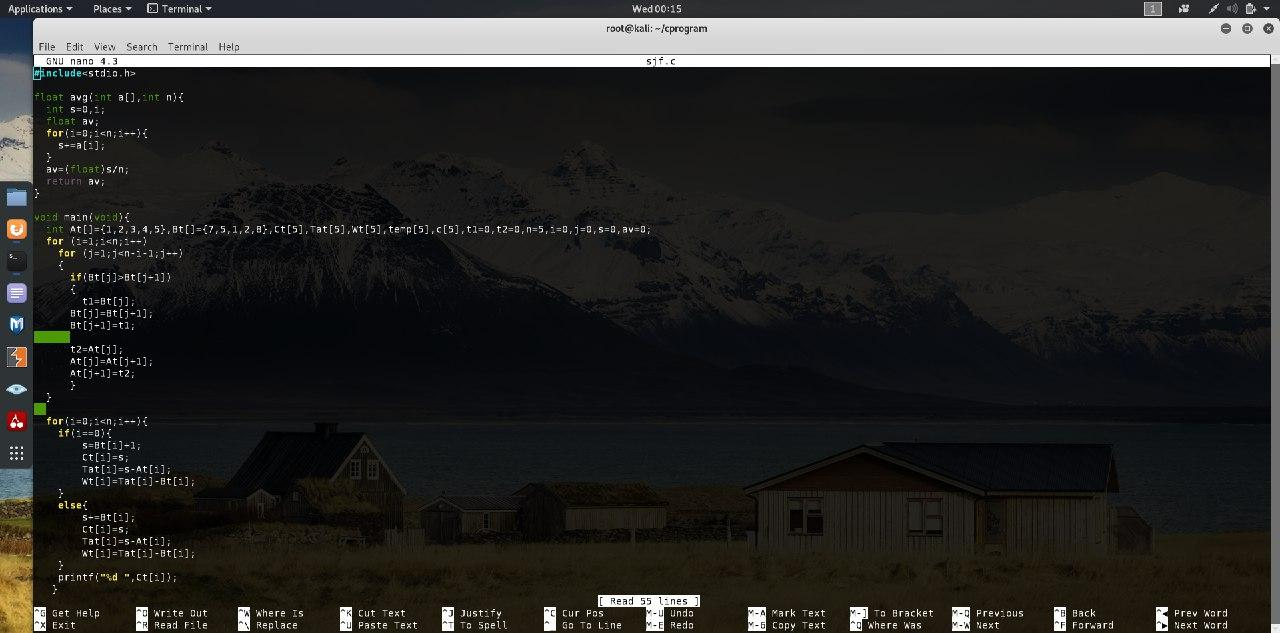 Applications Places Terminal Wed 00:15 1
root@kali: ~/cprogram
File Edit View Search Terminal Help
GNU nano 4.3 sjf.c
#include<stdio.h>
float avg(int a[],int n){
int s=0,i;
float av;
for(i=0;i<n;i++){
s+=a[i];
}
av=(float)s/n;
return av;
}
void main(void){
int At[]={1,2,3,4,5},Bt[]={7,5,1,2,8},Ct[5],Tat[5],Wt[5],temp[5],c[5],t1=0,t2=0,n=5,i=0,j=0,s=0,av=0;
for (i=1;i<n;i++)
for (j=1;j<n-i-1;j++)
{
if(Bt[j]>Bt[j+1])
{
t1=Bt[j];
Bt[j]=Bt[j+1];
Bt[j+1]=t1;
t2=At[j];
At[j]=At[j+1];
At[j+1]=t2;
}
}
for(i=0;i<n;i++){
if(i==0){
s=Bt[i]+1;
Ct[i]=s;
Tat[i]=s-At[i];
Wt[i]=Tat[i]-Bt[i];
}
else{
s+=Bt[i];
Ct[i]=s;
Tat[i]=s-At[i];
Wt[i]=Tat[i]-Bt[i];
}
printf("%d ",Ct[i]);
}
[ Read 55 lines ]
^G Get Help ^O Write Out ^W Where Is ^K Cut Text ^J Justify ^C Cur Pos M-U Undo M-A Mark Text M-] To Bracket M-Q Previous ^B Back ^◀ Prev Word
^X Exit ^R Read File ^\ Replace ^U Paste Text ^T To Spell ^_ Go To Line M-E Redo M-6 Copy Text ^Q Where Was M-W Next ^F Forward ^▶ Next Word